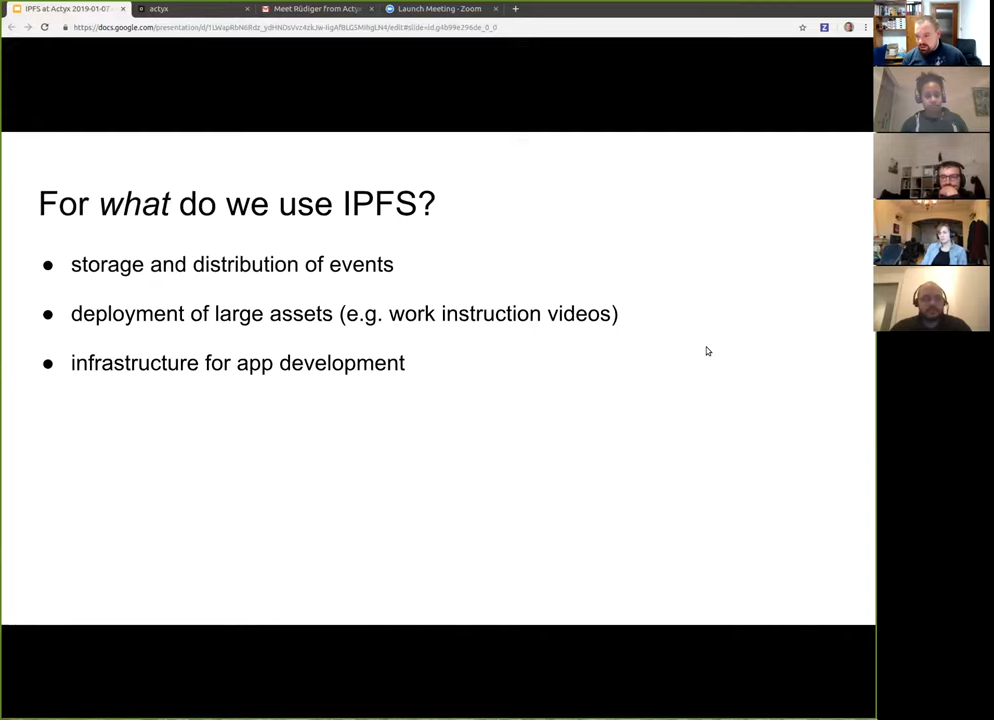 IPFS at Actyx 2019-01-07
actyx
Meet Rüdiger from Acty
Launch Meeting - Zoom
For what do we use IPFS?
● storage and distribution of events
● deployment of large assets (e.g. work instruction videos)
● infrastructure for app development